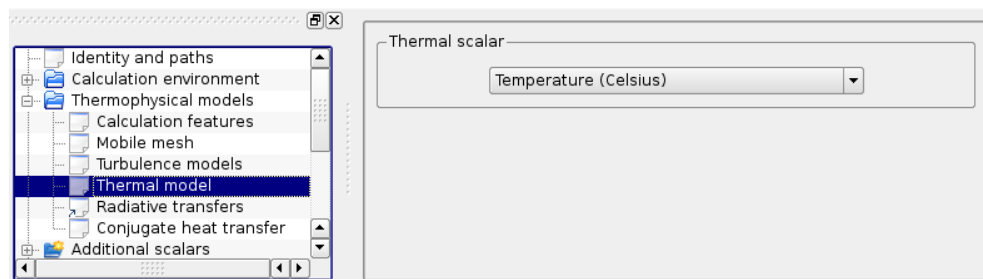 Identity and paths
Calculation environment
Thermophysical models
Calculation features
Mobile mesh
Turbulence models
Thermal model
Radiative transfers
Conjugate heat transfer
Additional scalars
Thermal scalar
Temperature (Celsius)